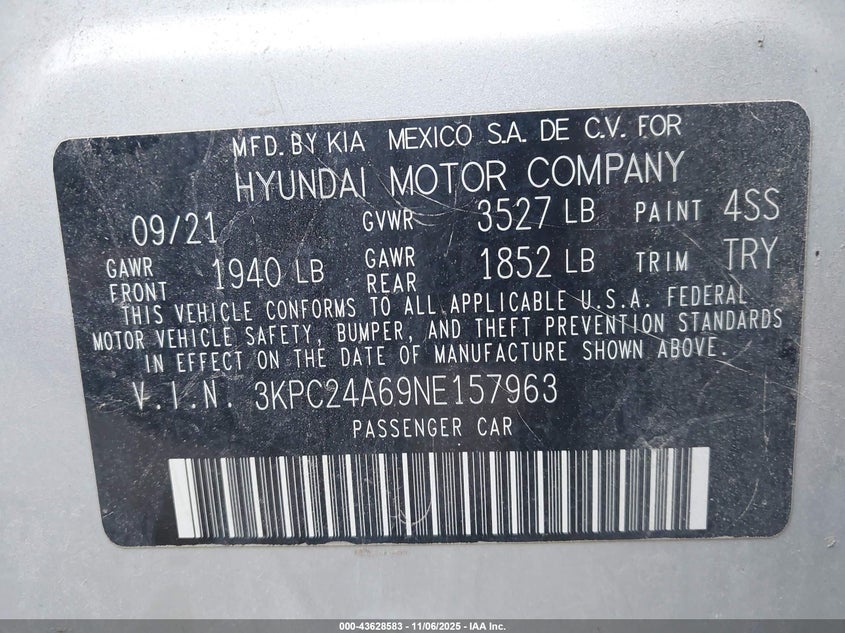 MFD. BY KIA MEXICO S.A. DE C.V. FOR
HYUNDAI MOTOR COMPANY
09/21 GVWR 3527 LB PAINT 4SS
GAWR FRONT 1940 LB GAWR REAR 1852 LB TRIM TRY
THIS VEHICLE CONFORMS TO ALL APPLICABLE U.S.A. FEDERAL
MOTOR VEHICLE SAFETY, BUMPER, AND THEFT PREVENTION STANDARDS
IN EFFECT ON THE DATE OF MANUFACTURE SHOWN ABOVE.
V.I.N. 3KPC24A69NE157963
PASSENGER CAR
000-43628583 - 11/06/2025 - IAA Inc.